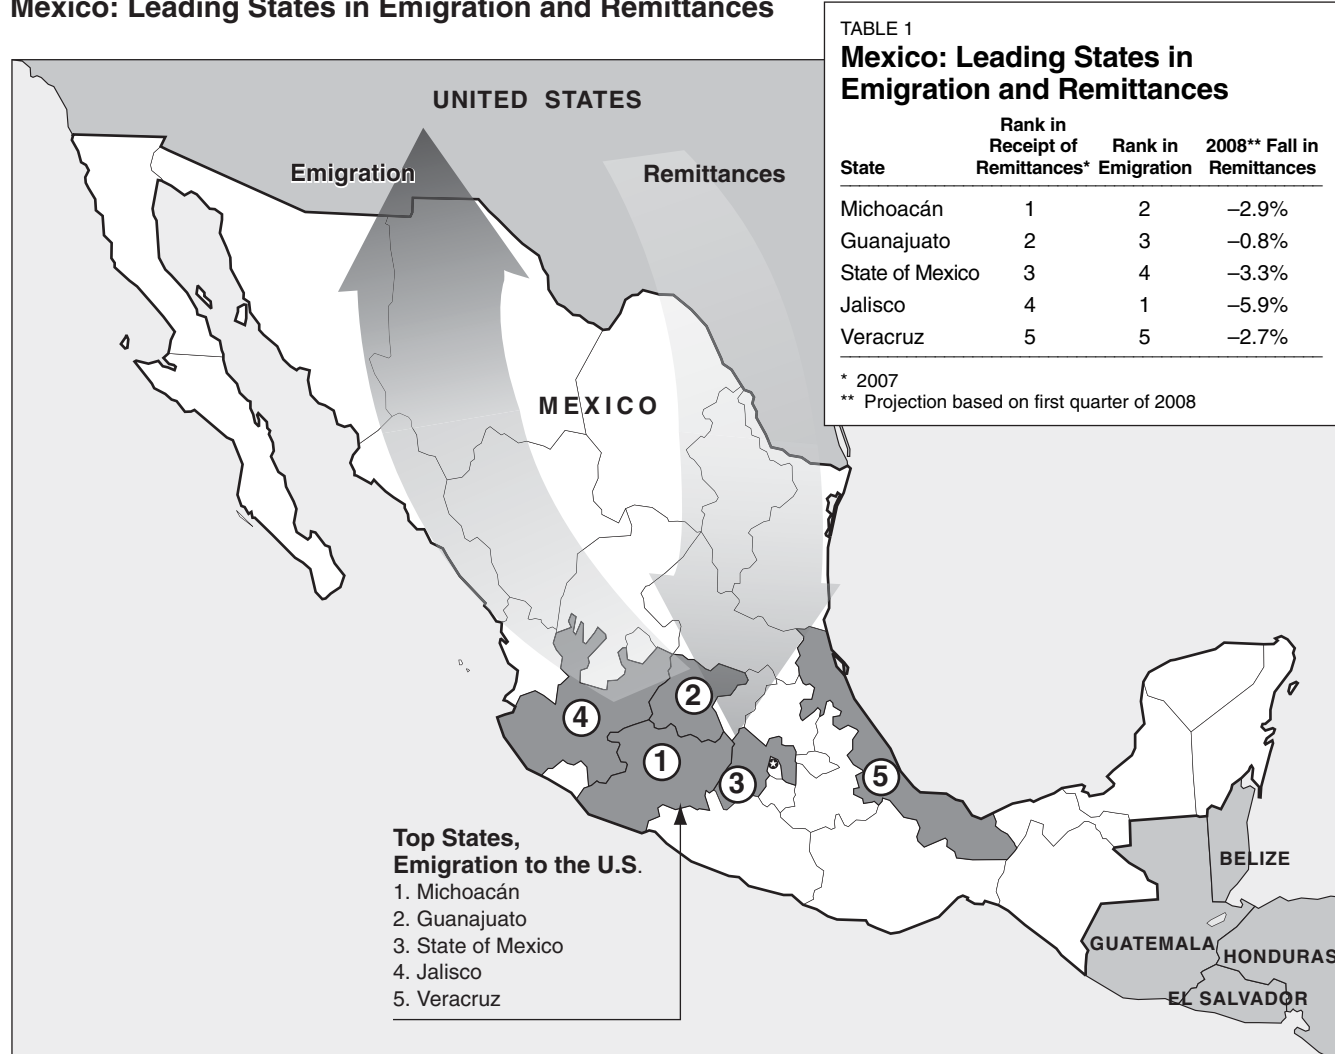 Mexico: Leading States in Emigration and Remittances
TABLE 1
Mexico: Leading States in
Emigration and Remittances
State Rank in Receipt of Remittances* Rank in Emigration 2008** Fall in Remittances
Michoacán 1 2 –2.9%
Guanajuato 2 3 –0.8%
State of Mexico 3 4 –3.3%
Jalisco 4 1 –5.9%
Veracruz 5 5 –2.7%
* 2007
** Projection based on first quarter of 2008
UNITED STATES
Emigration
Remittances
MEXICO
4
2
1
3
5
Top States,
Emigration to the U.S.
1. Michoacán
2. Guanajuato
3. State of Mexico
4. Jalisco
5. Veracruz
BELIZE
GUATEMALA
HONDURAS
EL SALVADOR